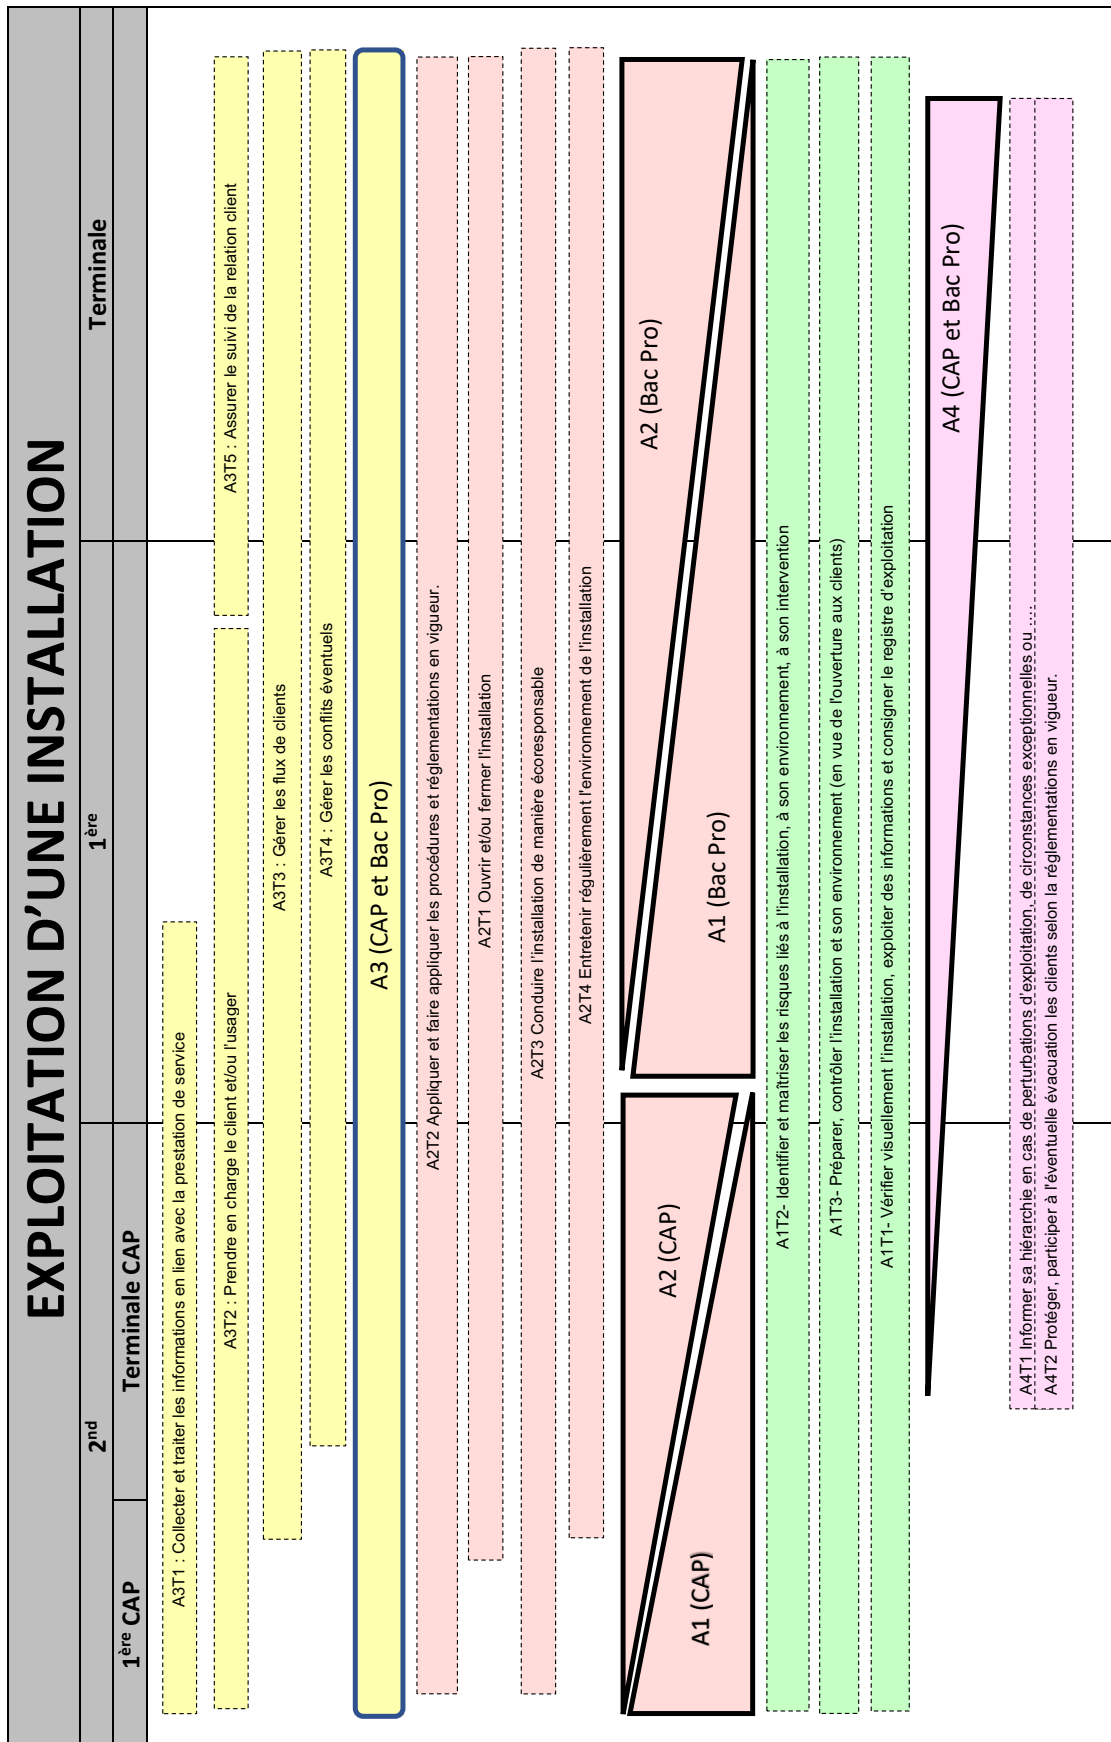 EXPLOITATION D'UNE INSTALLATION
2nd
1ère
Terminale
1ère CAP
Terminale CAP
A3T1 : Collecter et traiter les informations en lien avec la prestation de service
A3T2 : Prendre en charge le client et/ou l'usager
A3T5 : Assurer le suivi de la relation client
A3T3 : Gérer les flux de clients
A3T4 : Gérer les conflits éventuels
A3 (CAP et Bac Pro)
A2T2 Appliquer et faire appliquer les procédures et réglementations en vigueur.
A2T1 Ouvrir et/ou fermer l'installation
A2T3 Conduire l'installation de manière écoresponsable
A2T4 Entretenir régulièrement l'environnement de l'installation
A1 (CAP)
A2 (CAP)
A1 (Bac Pro)
A2 (Bac Pro)
A1T2- Identifier et maîtriser les risques liés à l'installation, à son environnement, à son intervention
A1T3- Préparer, contrôler l'installation et son environnement (en vue de l'ouverture aux clients)
A1T1- Vérifier visuellement l'installation, exploiter des informations et consigner le registre d'exploitation
A4 (CAP et Bac Pro)
A4T1 Informer sa hiérarchie en cas de perturbations d'exploitation, de circonstances exceptionnelles ou ….
A4T2 Protéger, participer à l'éventuelle évacuation les clients selon la réglementations en vigueur.